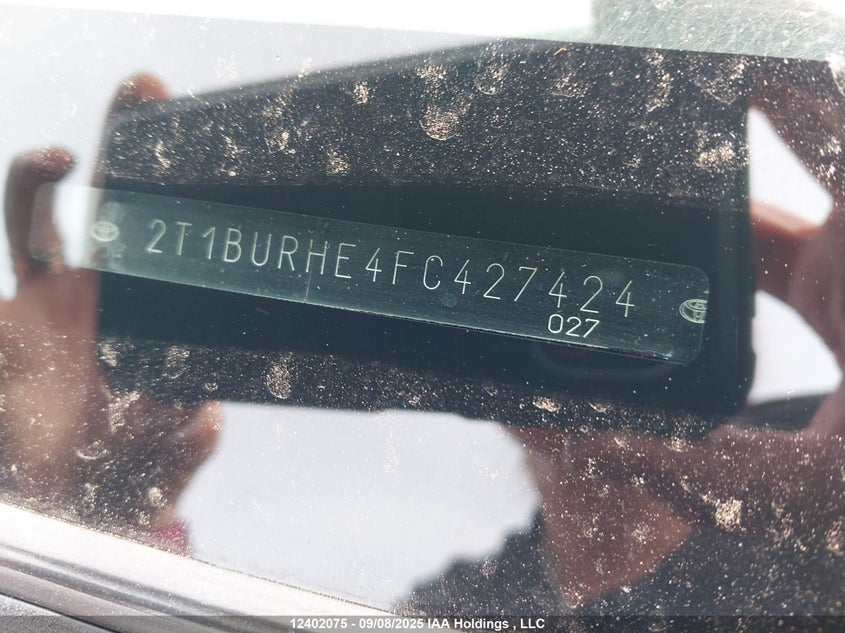 2T1BURHE4FC427424
027
12402075 - 09/08/2025 IAA Holdings , LLC